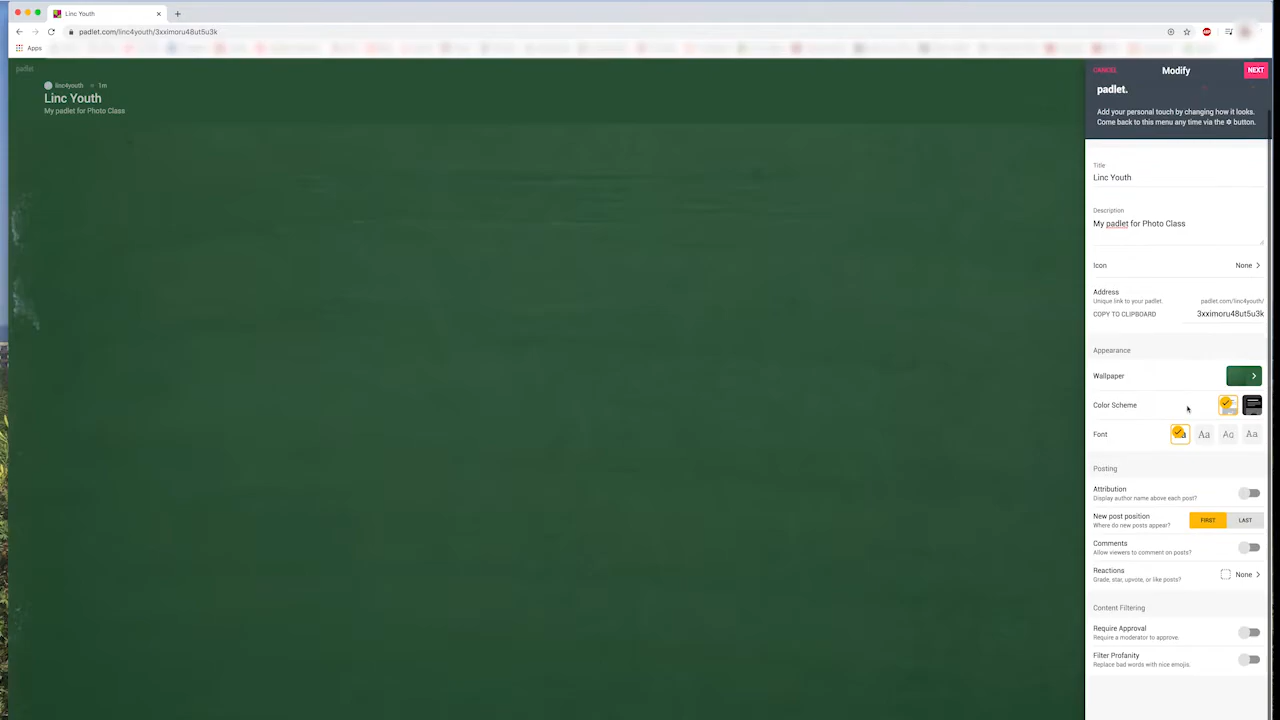 Linc Youth
padlet.com/linc4youth/3xximoru48ut5u3k
Apps
padlet
linc4youth + 1m
Linc Youth
My padlet for Photo Class
CANCEL
Modify
NEXT
padlet.
Add your personal touch by changing how it looks.
Come back to this menu any time via the ⚙ button.
Title
Linc Youth
Description
My padlet for Photo Class
Icon
None
Address
Unique link to your padlet.
padlet.com/linc4youth/
COPY TO CLIPBOARD
3xximoru48ut5u3k
Appearance
Wallpaper
Color Scheme
Font
Aa Aa Aa
Posting
Attribution
Display author name above each post?
New post position
Where do new posts appear?
FIRST LAST
Comments
Allow viewers to comment on posts?
Reactions
Grade, star, upvote, or like posts?
None
Content Filtering
Require Approval
Require a moderator to approve.
Filter Profanity
Replace bad words with nice emojis.